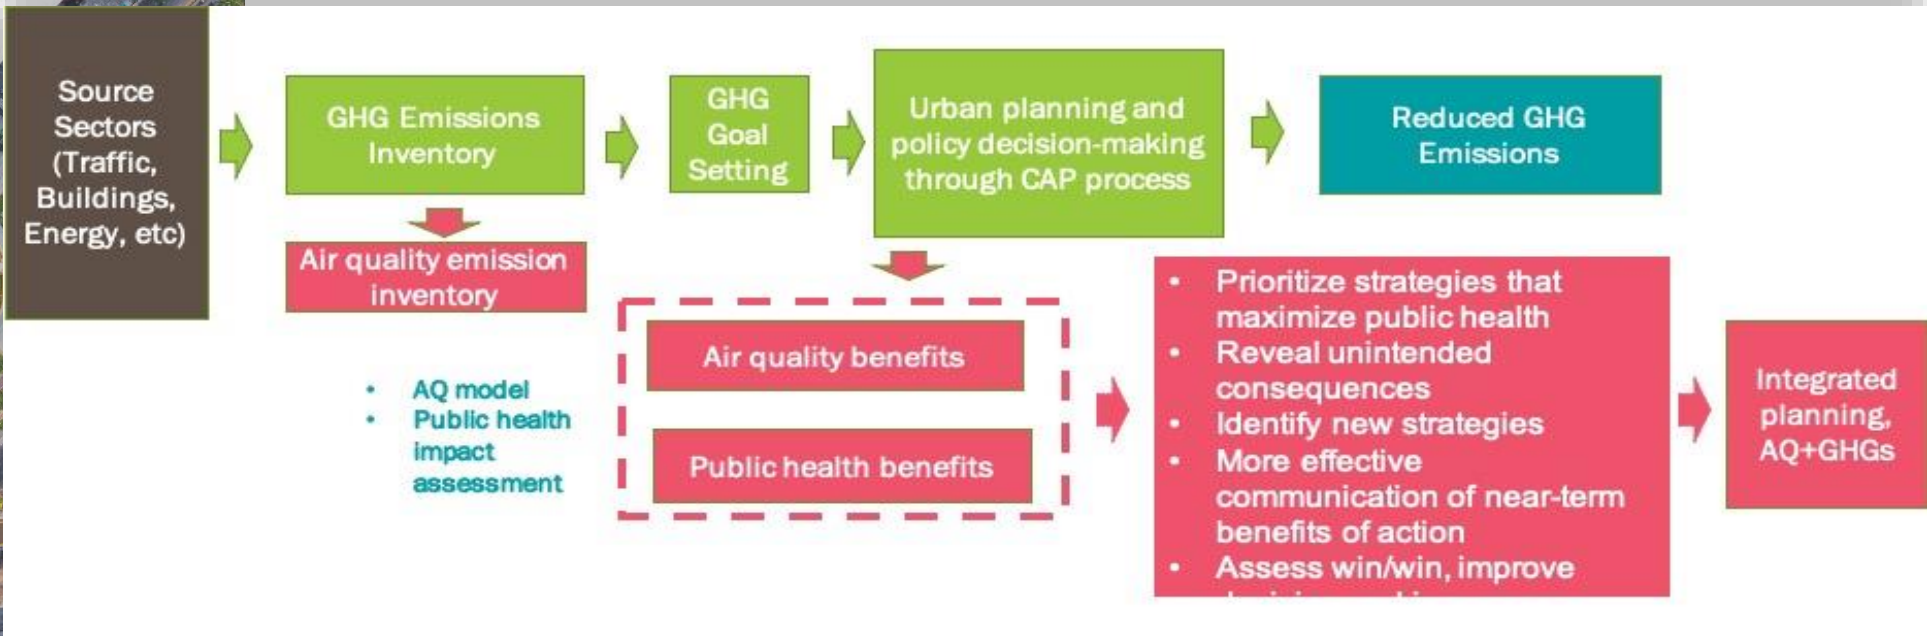 Source
Sectors
(Traffic,
Buildings,
Energy, etc)
GHG Emissions
Inventory
GHG
Goal
Setting
Urban planning and
policy decision-making
through CAP process
Reduced GHG
Emissions
Air quality emission
inventory
• AQ model
• Public health
impact
assessment
Air quality benefits
Public health benefits
• Prioritize strategies that
maximize public health
• Reveal unintended
consequences
• Identify new strategies
• More effective
communication of near-term
benefits of action
• Assess win/win, improve
Integrated
planning,
AQ+GHGs